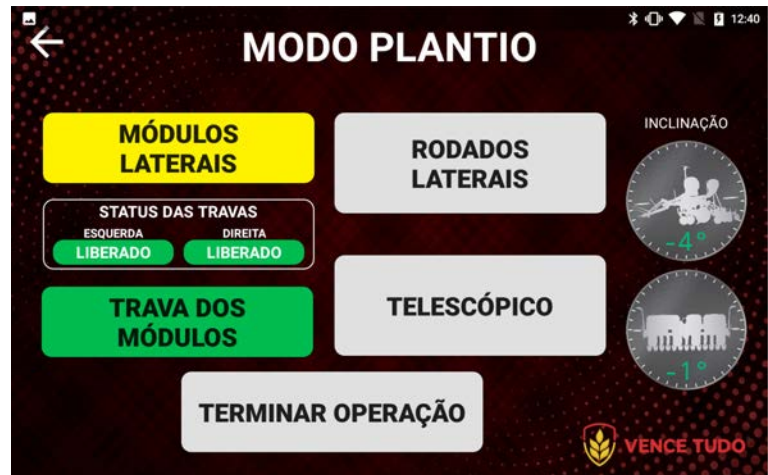 12:40
MODO PLANTIO
MÓDULOS
LATERAIS
RODADOS
LATERAIS
INCLINAÇÃO
STATUS DAS TRAVAS
ESQUERDA DIREITA
LIBERADO LIBERADO
-4°
TRAVA DOS
MÓDULOS
TELESCÓPICO
-1°
TERMINAR OPERAÇÃO
VENCE TUDO